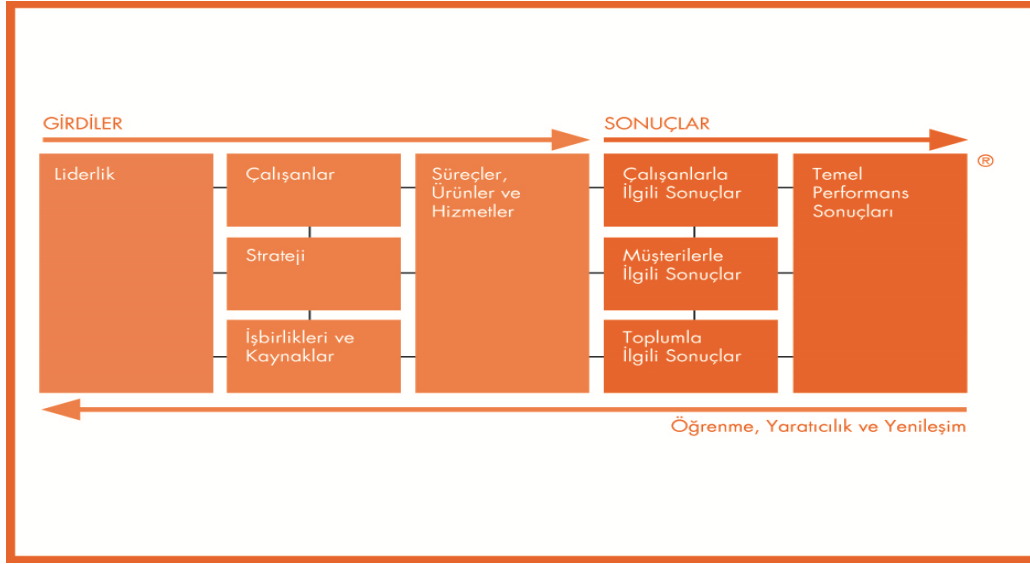 GİRDİLER
SONUÇLAR
®
Liderlik
Çalışanlar
Strateji
İşbirlikleri ve
Kaynaklar
Süreçler,
Ürünler ve
Hizmetler
Çalışanlarla
İlgili Sonuçlar
Müşterilerle
İlgili Sonuçlar
Toplumla
İlgili Sonuçlar
Temel
Performans
Sonuçları
Öğrenme, Yaratıcılık ve Yenileşim